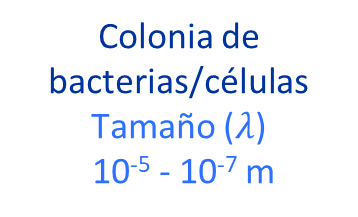 Colonia de
bacterias/células
Tamaño (𝜆)
10⁻⁵ - 10⁻⁷ m